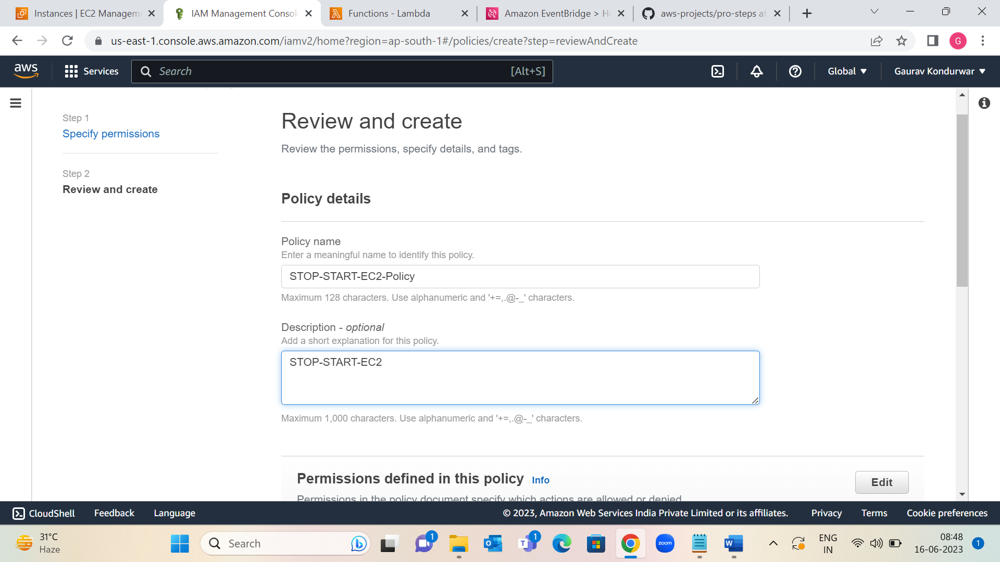 Instances | EC2 Managem
IAM Management Consol
Functions - Lambda
Amazon EventBridge > H
aws-projects/pro-steps at
us-east-1.console.aws.amazon.com/iamv2/home?region=ap-south-1#/policies/create?step=reviewAndCreate
G
aws
Services
Search
[Alt+S]
Global
Gaurav Kondurwar
Step 1
Specify permissions
Step 2
Review and create
Review and create
Review the permissions, specify details, and tags.
Policy details
Policy name
Enter a meaningful name to identify this policy.
STOP-START-EC2-Policy
Maximum 128 characters. Use alphanumeric and '+=,.@-_' characters.
Description - optional
Add a short explanation for this policy.
STOP-START-EC2
Maximum 1,000 characters. Use alphanumeric and '+=,.@-_' characters.
Permissions defined in this policy Info
Edit
Permissions in the policy document specify which actions are allowed or denied
CloudShell
Feedback
Language
© 2023, Amazon Web Services India Private Limited or its affiliates.
Privacy
Terms
Cookie preferences
31°C
Haze
Search
1
1
zoom
W
ENG
IN
08:48
16-06-2023
1